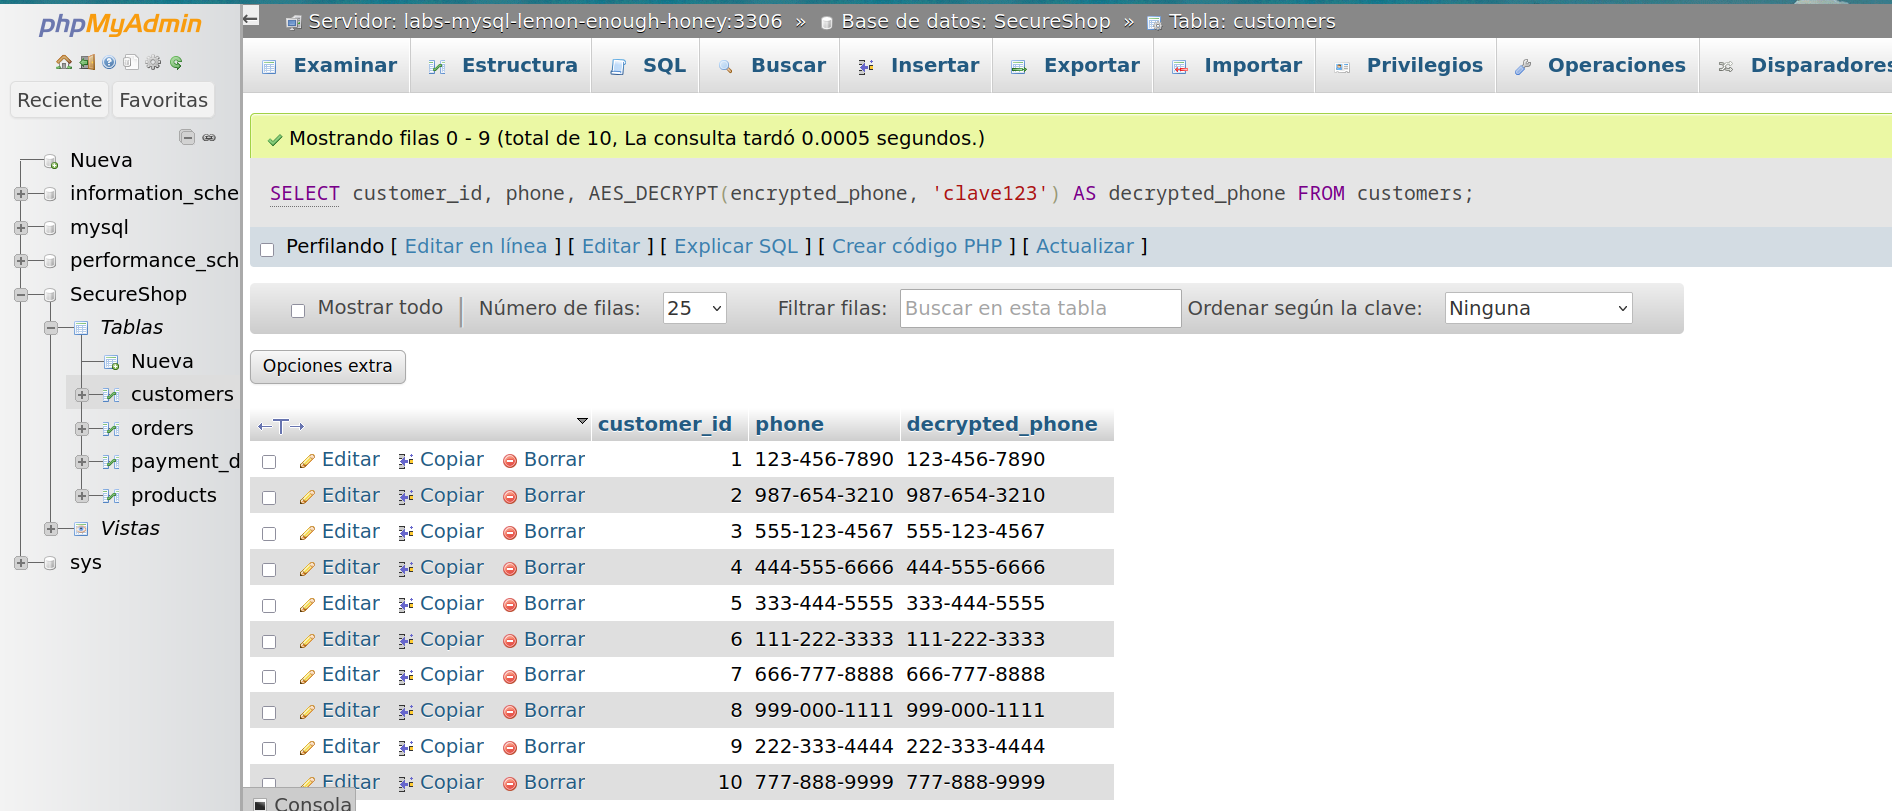 phpMyAdmin
Reciente Favoritas
Nueva
information_sche
mysql
performance_sch
SecureShop
Tablas
Nueva
customers
orders
payment_d
products
Vistas
sys
← Servidor: labs-mysql-lemon-enough-honey:3306 » Base de datos: SecureShop » Tabla: customers
Examinar Estructura SQL Buscar Insertar Exportar Importar Privilegios Operaciones Disparadores
Mostrando filas 0 - 9 (total de 10, La consulta tardó 0.0005 segundos.)
SELECT customer_id, phone, AES_DECRYPT(encrypted_phone, 'clave123') AS decrypted_phone FROM customers;
Perfilando [ Editar en línea ] [ Editar ] [ Explicar SQL ] [ Crear código PHP ] [ Actualizar ]
Mostrar todo | Número de filas: 25 Filtrar filas: Buscar en esta tabla Ordenar según la clave: Ninguna
Opciones extra
←T→ customer_id phone decrypted_phone
Editar Copiar Borrar 1 123-456-7890 123-456-7890
Editar Copiar Borrar 2 987-654-3210 987-654-3210
Editar Copiar Borrar 3 555-123-4567 555-123-4567
Editar Copiar Borrar 4 444-555-6666 444-555-6666
Editar Copiar Borrar 5 333-444-5555 333-444-5555
Editar Copiar Borrar 6 111-222-3333 111-222-3333
Editar Copiar Borrar 7 666-777-8888 666-777-8888
Editar Copiar Borrar 8 999-000-1111 999-000-1111
Editar Copiar Borrar 9 222-333-4444 222-333-4444
Editar Copiar Borrar 10 777-888-9999 777-888-9999
Consola